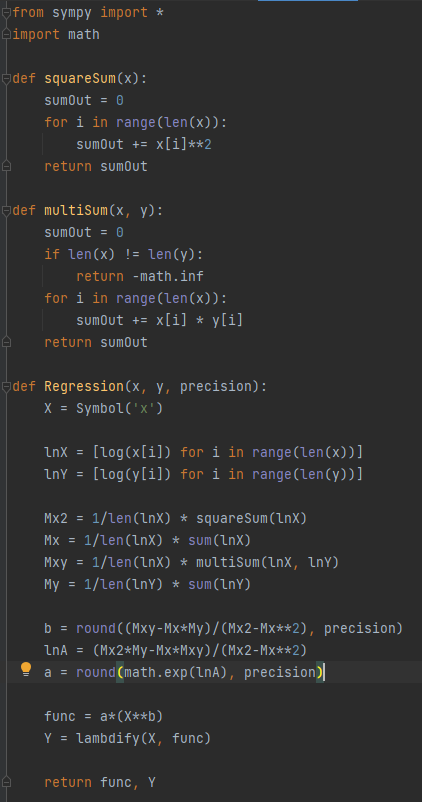 from sympy import *
import math
def squareSum(x):
    sumOut = 0
    for i in range(len(x)):
        sumOut += x[i]**2
    return sumOut
def multiSum(x, y):
    sumOut = 0
    if len(x) != len(y):
        return -math.inf
    for i in range(len(x)):
        sumOut += x[i] * y[i]
    return sumOut
def Regression(x, y, precision):
    X = Symbol('x')
    lnX = [log(x[i]) for i in range(len(x))]
    lnY = [log(y[i]) for i in range(len(y))]
    Mx2 = 1/len(lnX) * squareSum(lnX)
    Mx = 1/len(lnX) * sum(lnX)
    Mxy = 1/len(lnX) * multiSum(lnX, lnY)
    My = 1/len(lnY) * sum(lnY)
    b = round((Mxy-Mx*My)/(Mx2-Mx**2), precision)
    lnA = (Mx2*My-Mx*Mxy)/(Mx2-Mx**2)
    a = round(math.exp(lnA), precision)
    func = a*(X**b)
    Y = lambdify(X, func)
    return func, Y